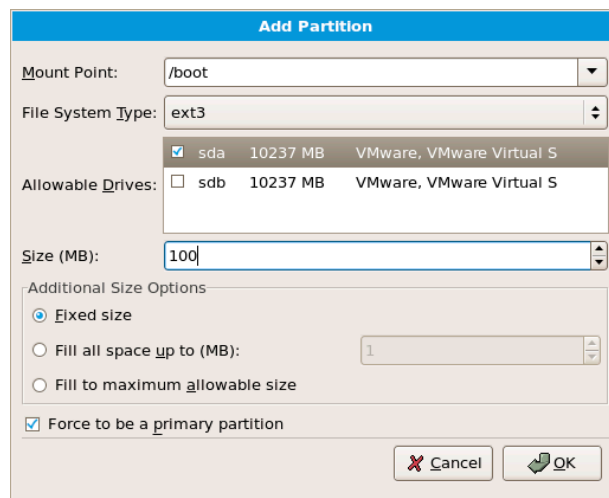 Add Partition
Mount Point: /boot
File System Type: ext3
sda 10237 MB VMware, VMware Virtual S
Allowable Drives: sdb 10237 MB VMware, VMware Virtual S
Size (MB): 100
Additional Size Options
Fixed size
Fill all space up to (MB): 1
Fill to maximum allowable size
Force to be a primary partition
Cancel OK